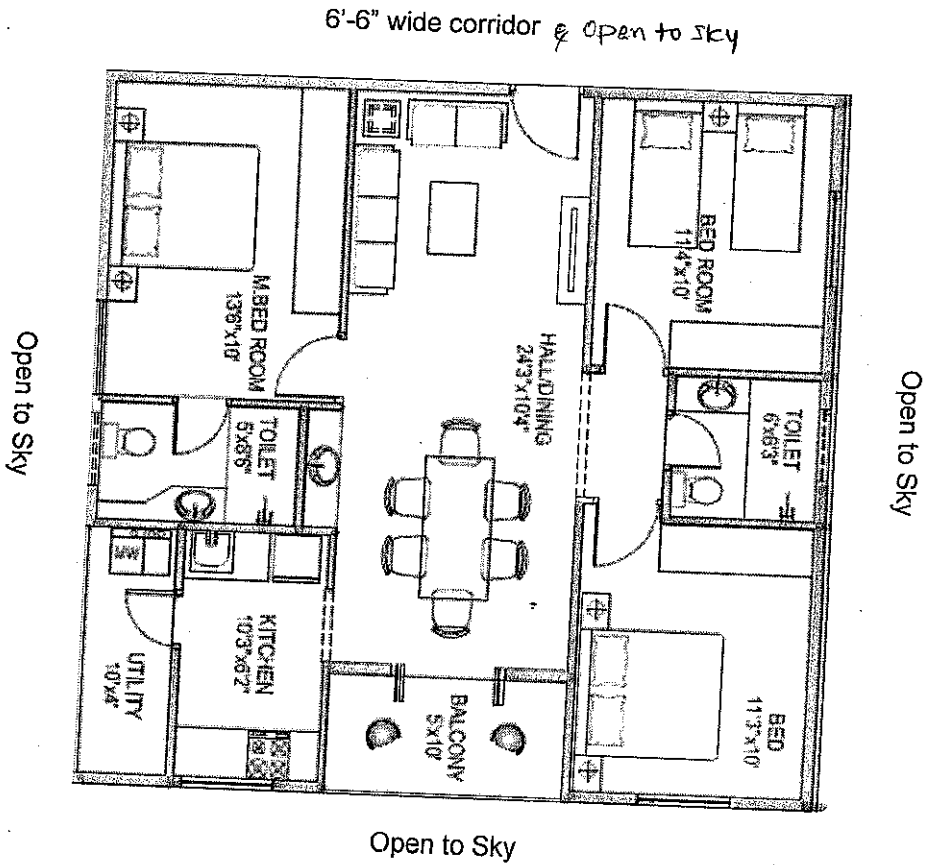 6'-6" wide corridor & open to sky
BED ROOM
11'4"x10'
M.BED ROOM
13'6"x10'
HALL/DINING
24'3"x10'4"
TOILET
6'x6'3"
TOILET
5'x8'6"
Open to Sky
Open to Sky
WM
KITCHEN
10'3"x6'2"
UTILITY
10'x4'
BALCONY
5'x10'
BED
11'3"x10'
Open to Sky